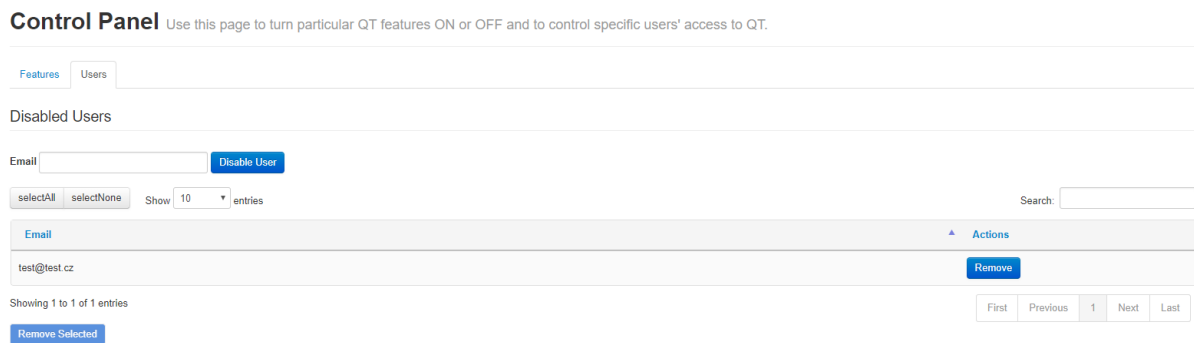 Control Panel Use this page to turn particular QT features ON or OFF and to control specific users' access to QT.
Features Users
Disabled Users
Email Disable User
selectAll selectNone Show 10 entries Search:
Email Actions
test@test.cz Remove
Showing 1 to 1 of 1 entries First Previous 1 Next Last
Remove Selected